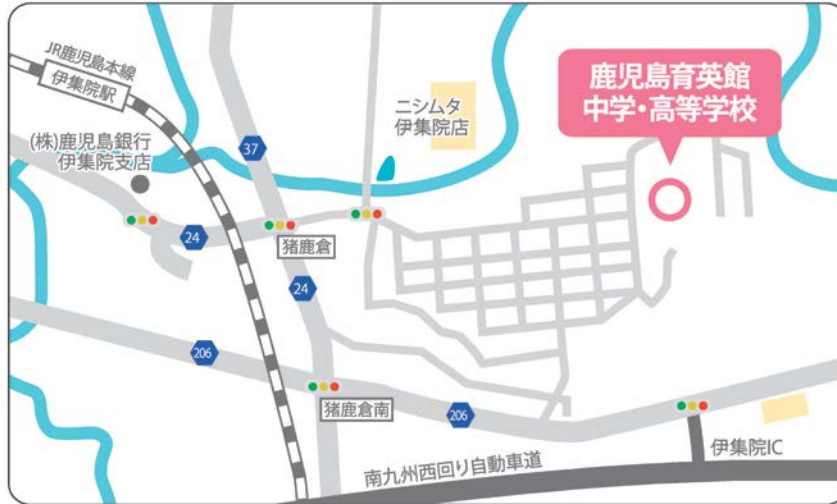 JR鹿児島本線
伊集院駅
(株)鹿児島銀行
伊集院支店
24
37
猪鹿倉
24
ニシムタ
伊集院店
鹿児島育英館
中学・高等学校
206
猪鹿倉南
206
伊集院IC
南九州西回り自動車道